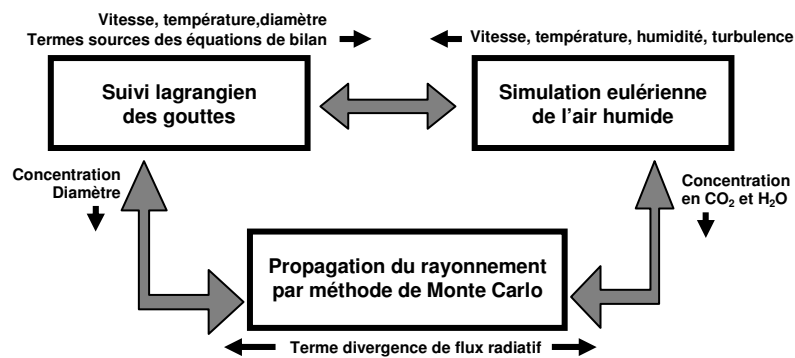 Vitesse, température,diamètre
Termes sources des équations de bilan
Vitesse, température, humidité, turbulence
Suivi lagrangien
des gouttes
Simulation eulérienne
de l'air humide
Concentration
Diamètre
Concentration
en CO₂ et H₂O
Propagation du rayonnement
par méthode de Monte Carlo
Terme divergence de flux radiatif